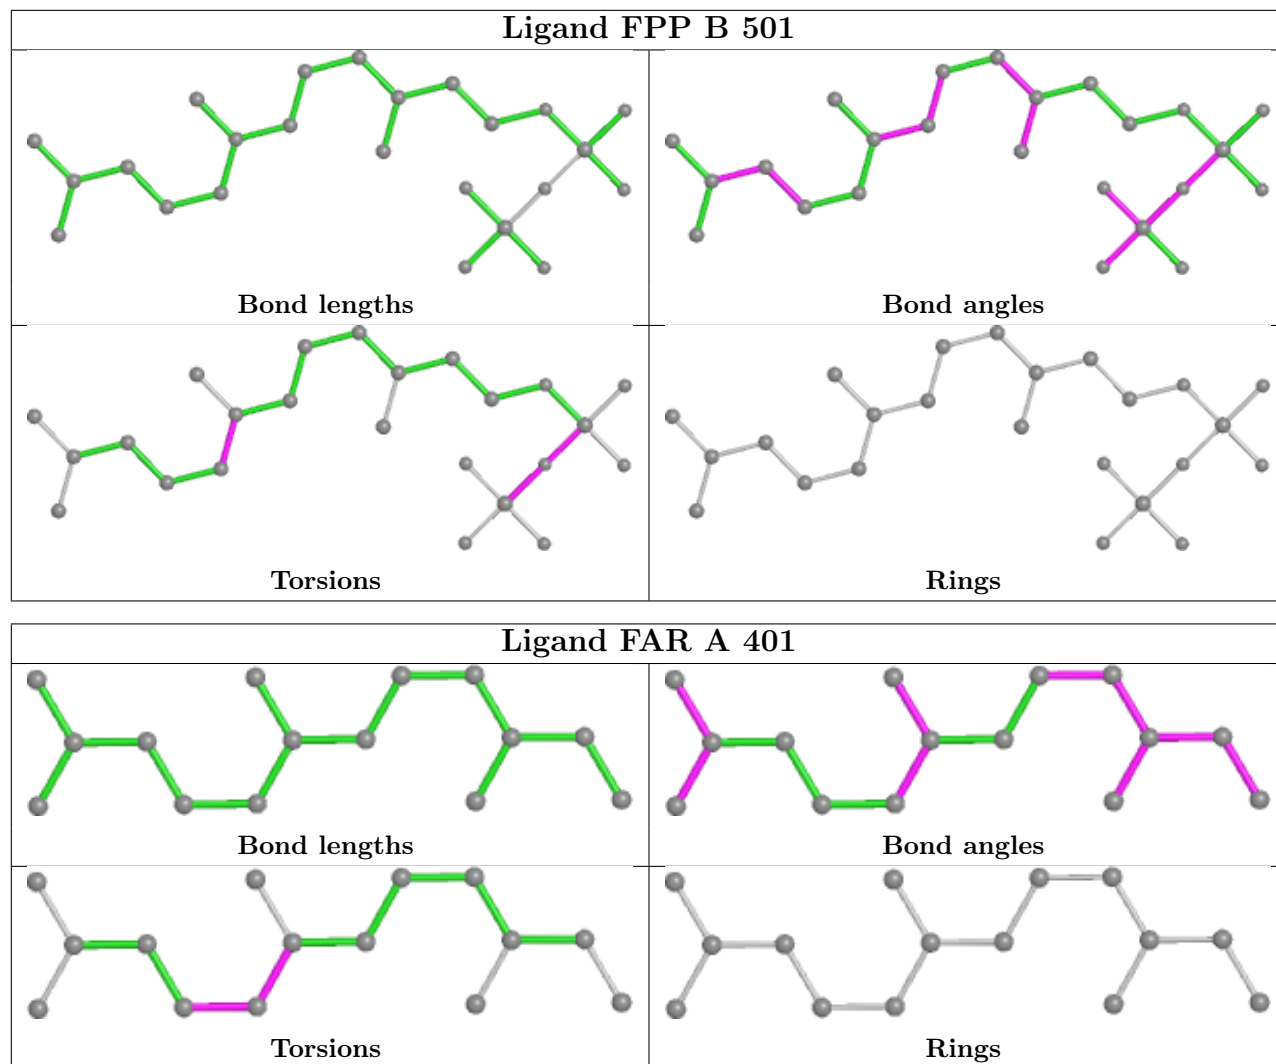 Ligand FPP B 501
Bond lengths
Bond angles
Torsions
Rings
Ligand FAR A 401
Bond lengths
Bond angles
Torsions
Rings